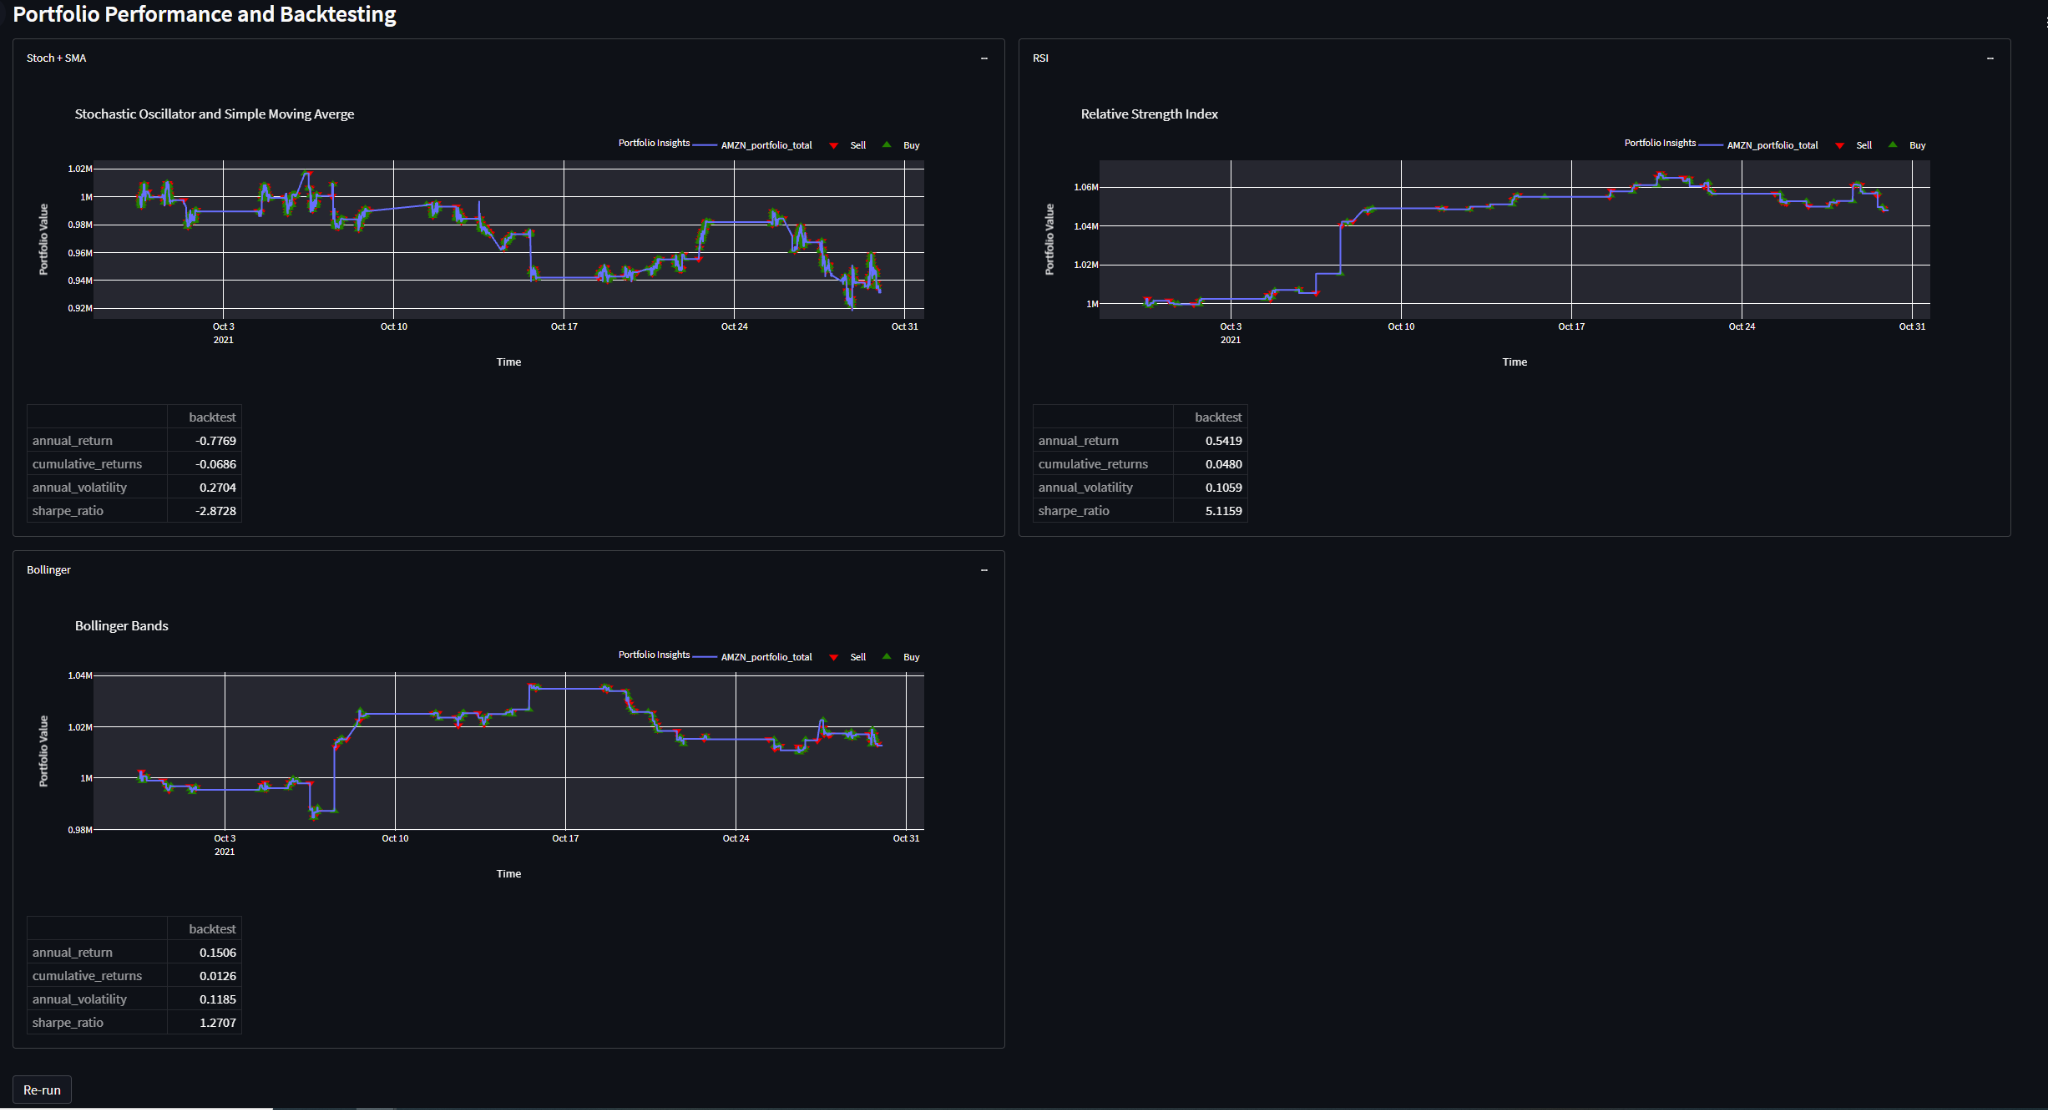 Portfolio Performance and Backtesting
Stoch + SMA
Stochastic Oscillator and Simple Moving Averge
Portfolio Insights AMZN_portfolio_total Sell Buy
Portfolio Value
1.02M
1M
0.98M
0.96M
0.94M
0.92M
Oct 3 Oct 10 Oct 17 Oct 24 Oct 31
2021
Time
backtest
annual_return -0.7769
cumulative_returns -0.0686
annual_volatility 0.2704
sharpe_ratio -2.8728
RSI
Relative Strength Index
Portfolio Insights AMZN_portfolio_total Sell Buy
Portfolio Value
1.06M
1.04M
1.02M
1M
Oct 3 Oct 10 Oct 17 Oct 24 Oct 31
2021
Time
backtest
annual_return 0.5419
cumulative_returns 0.0480
annual_volatility 0.1059
sharpe_ratio 5.1159
Bollinger
Bollinger Bands
Portfolio Insights AMZN_portfolio_total Sell Buy
Portfolio Value
1.04M
1.02M
1M
0.98M
Oct 3 Oct 10 Oct 17 Oct 24 Oct 31
2021
Time
backtest
annual_return 0.1506
cumulative_returns 0.0126
annual_volatility 0.1185
sharpe_ratio 1.2707
Re-run